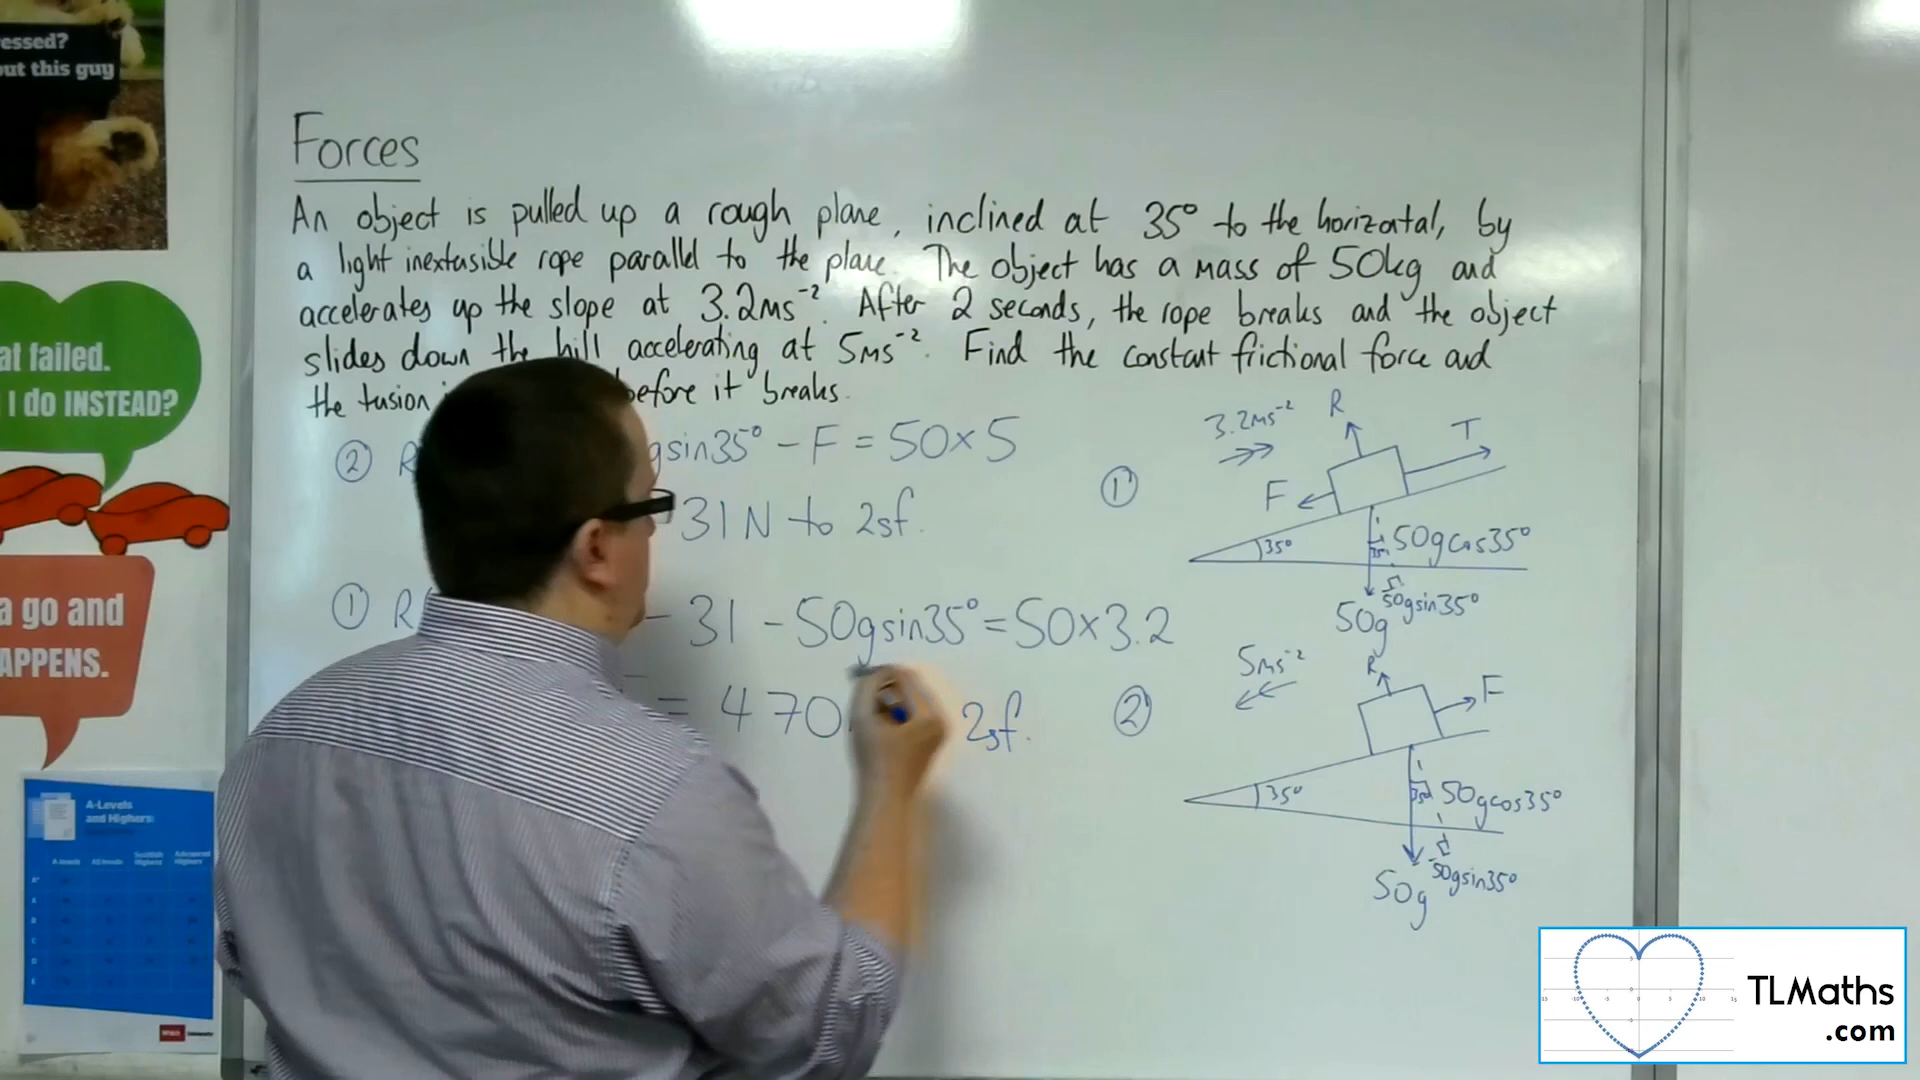 essed?
out this guy
at failed.
I do INSTEAD?
a go and
APPENS.
A-Levels
and Highers:
Forces
An object is pulled up a rough plane, inclined at 35° to the horizontal, by
a light inextensible rope parallel to the plane. The object has a mass of 50kg and
accelerates up the slope at 3.2ms⁻². After 2 seconds, the rope breaks and the object
slides down the hill accelerating at 5ms⁻². Find the constant frictional force and
the tension i before it breaks.
② R gsin35° - F = 50×5
31N to 2sf.
① R - 31 - 50gsin35° = 50×3.2
= 470 2sf.
①
3.2ms⁻²
R
T
F
35°
50gcos35°
50gsin35°
50g
②
5ms⁻²
R
F
35°
35°
50gcos35°
50gsin35°
50g
TLMaths
.com